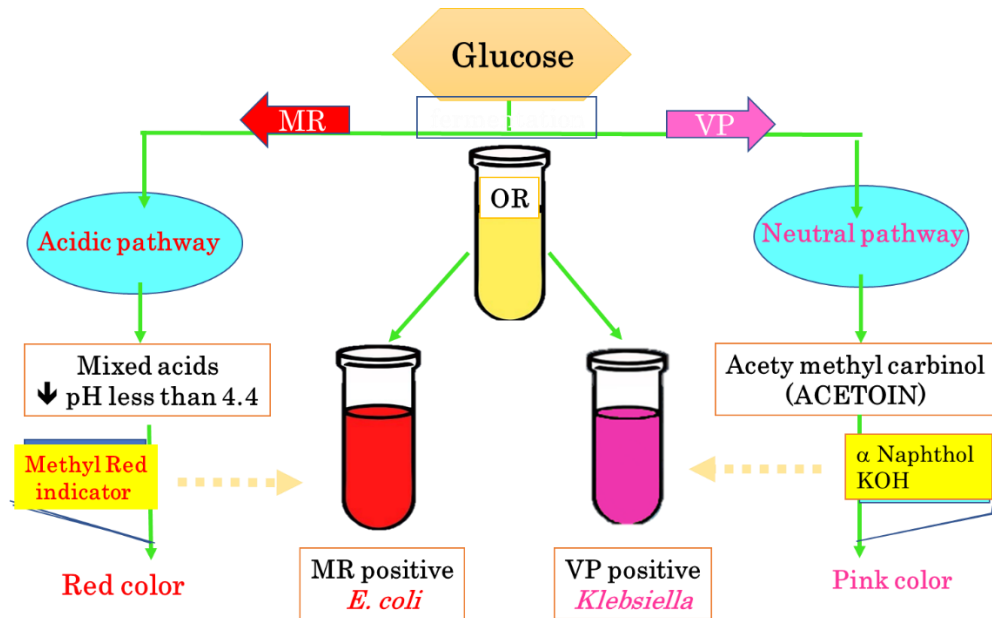 Glucose
MR
fermentation
VP
OR
Acidic pathway
Neutral pathway
Mixed acids
🡇 pH less than 4.4
Acety methyl carbinol
(ACETOIN)
Methyl Red
indicator
α Naphthol
KOH
Red color
MR positive
E. coli
VP positive
Klebsiella
Pink color